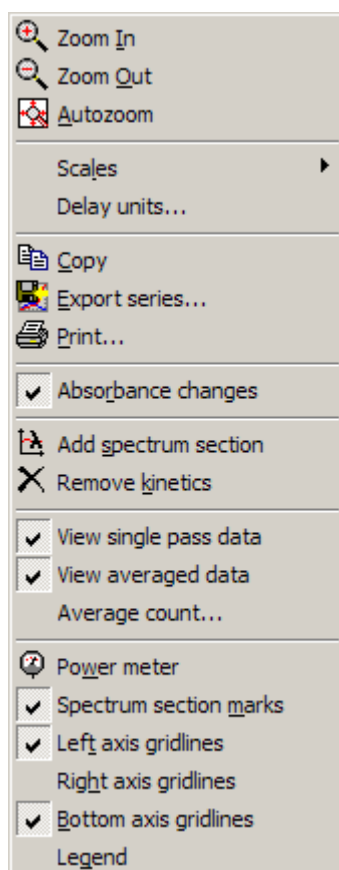 Zoom In
Zoom Out
Autozoom
Scales
Delay units...
Copy
Export series...
Print...
Absorbance changes
Add spectrum section
Remove kinetics
View single pass data
View averaged data
Average count...
Power meter
Spectrum section marks
Left axis gridlines
Right axis gridlines
Bottom axis gridlines
Legend